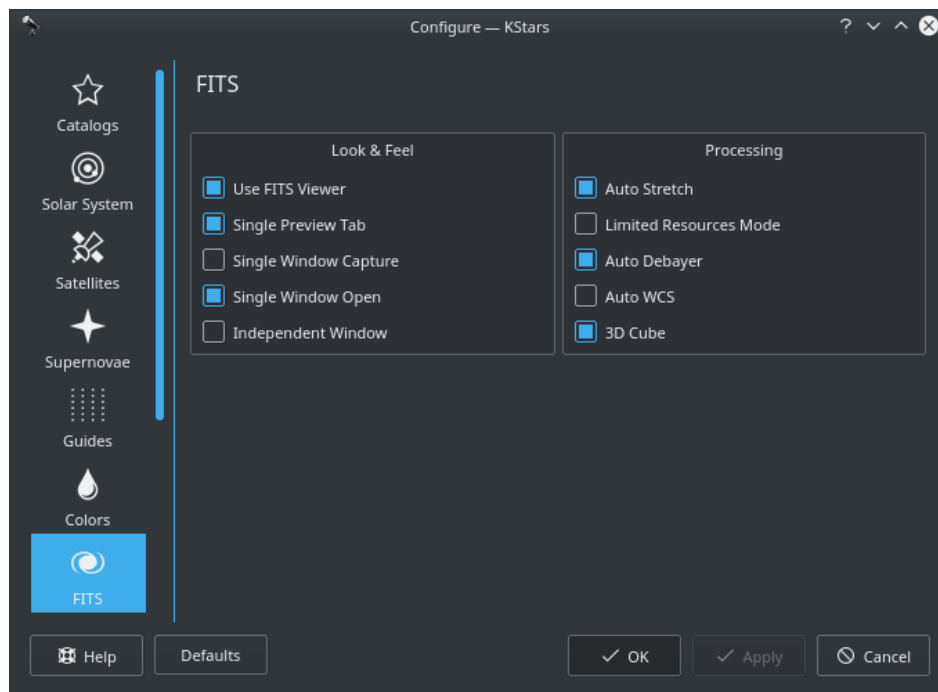 Configure — KStars
Catalogs
Solar System
Satellites
Supernovae
Guides
Colors
FITS
FITS
Look & Feel
Use FITS Viewer
Single Preview Tab
Single Window Capture
Single Window Open
Independent Window
Processing
Auto Stretch
Limited Resources Mode
Auto Debayer
Auto WCS
3D Cube
Help
Defaults
OK
Apply
Cancel